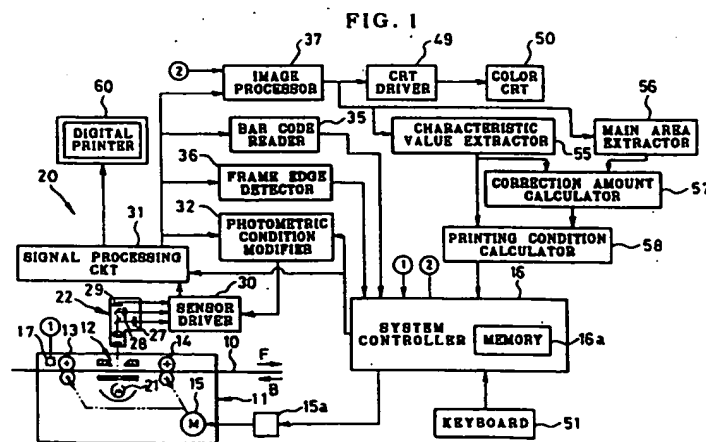 FIG. 1
37
49
50
2
IMAGE PROCESSOR
CRT DRIVER
COLOR CRT
60
56
DIGITAL PRINTER
35
BAR CODE READER
CHARACTERISTIC VALUE EXTRACTOR
55
MAIN AREA EXTRACTOR
36
FRAME EDGE DETECTOR
20
32
CORRECTION AMOUNT CALCULATOR
57
31
PHOTOMETRIC CONDITION MODIFIER
SIGNAL PROCESSING CKT
PRINTING CONDITION CALCULATOR
58
30
1
2
16
29
22
SENSOR DRIVER
27
28
SYSTEM CONTROLLER
MEMORY
16a
1
17
13
12
14
10
F
B
21
15
11
M
15a
KEYBOARD
51